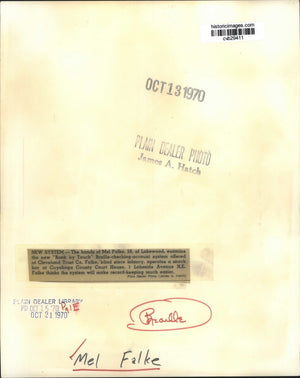 historicimages.com
OCT 13 1970
PLAIN DEALER PHOTO
James A. Hatch
NEW SYSTEM — The hands of Mel Falke, 38, of Lakewood, examine
the new "Bank by Touch" Braille-checking-account system offered
at Cleveland Trust Co. Falke, blind since infancy, operates a snack
bar at Cuyahoga County Court House, 1 Lakeside Avenue N.E.
Falke thinks the system will make record-keeping much easier.
PLAIN DEALER LIBRARY
OCT 21 1970
Braille
Mel Falke